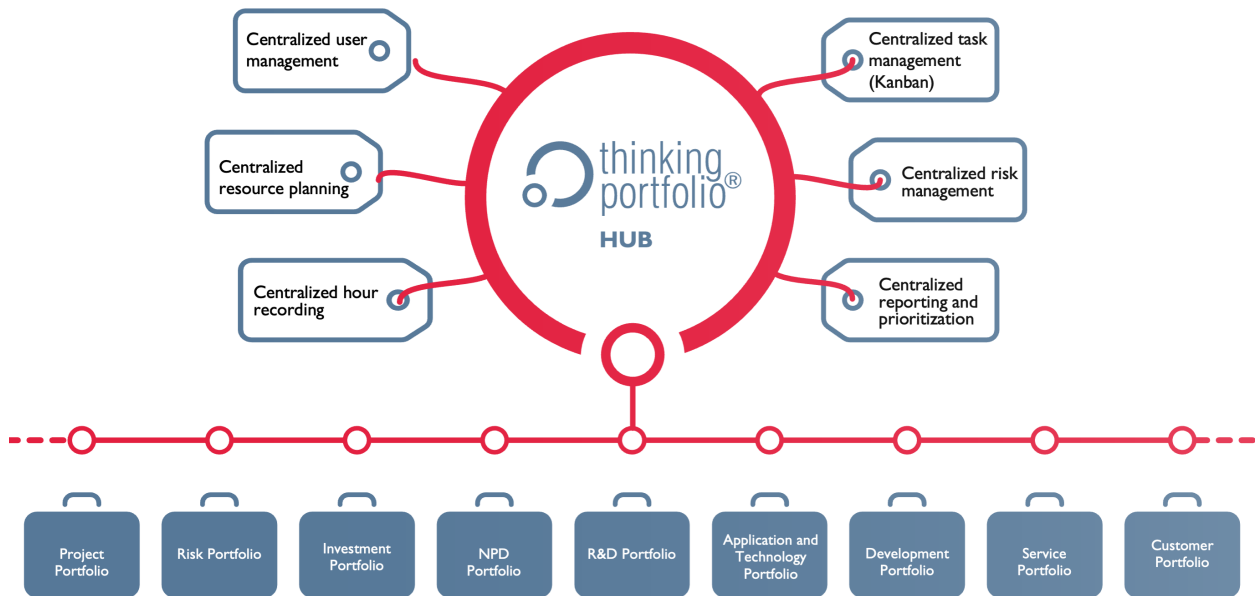 Centralized user
management
Centralized task
management
(Kanban)
Centralized
resource planning
Centralized risk
management
Centralized hour
recording
Centralized
reporting and
prioritization
thinking
portfolio®
HUB
Project
Portfolio
Risk Portfolio
Investment
Portfolio
NPD
Portfolio
R&D Portfolio
Application and
Technology
Portfolio
Development
Portfolio
Service
Portfolio
Customer
Portfolio